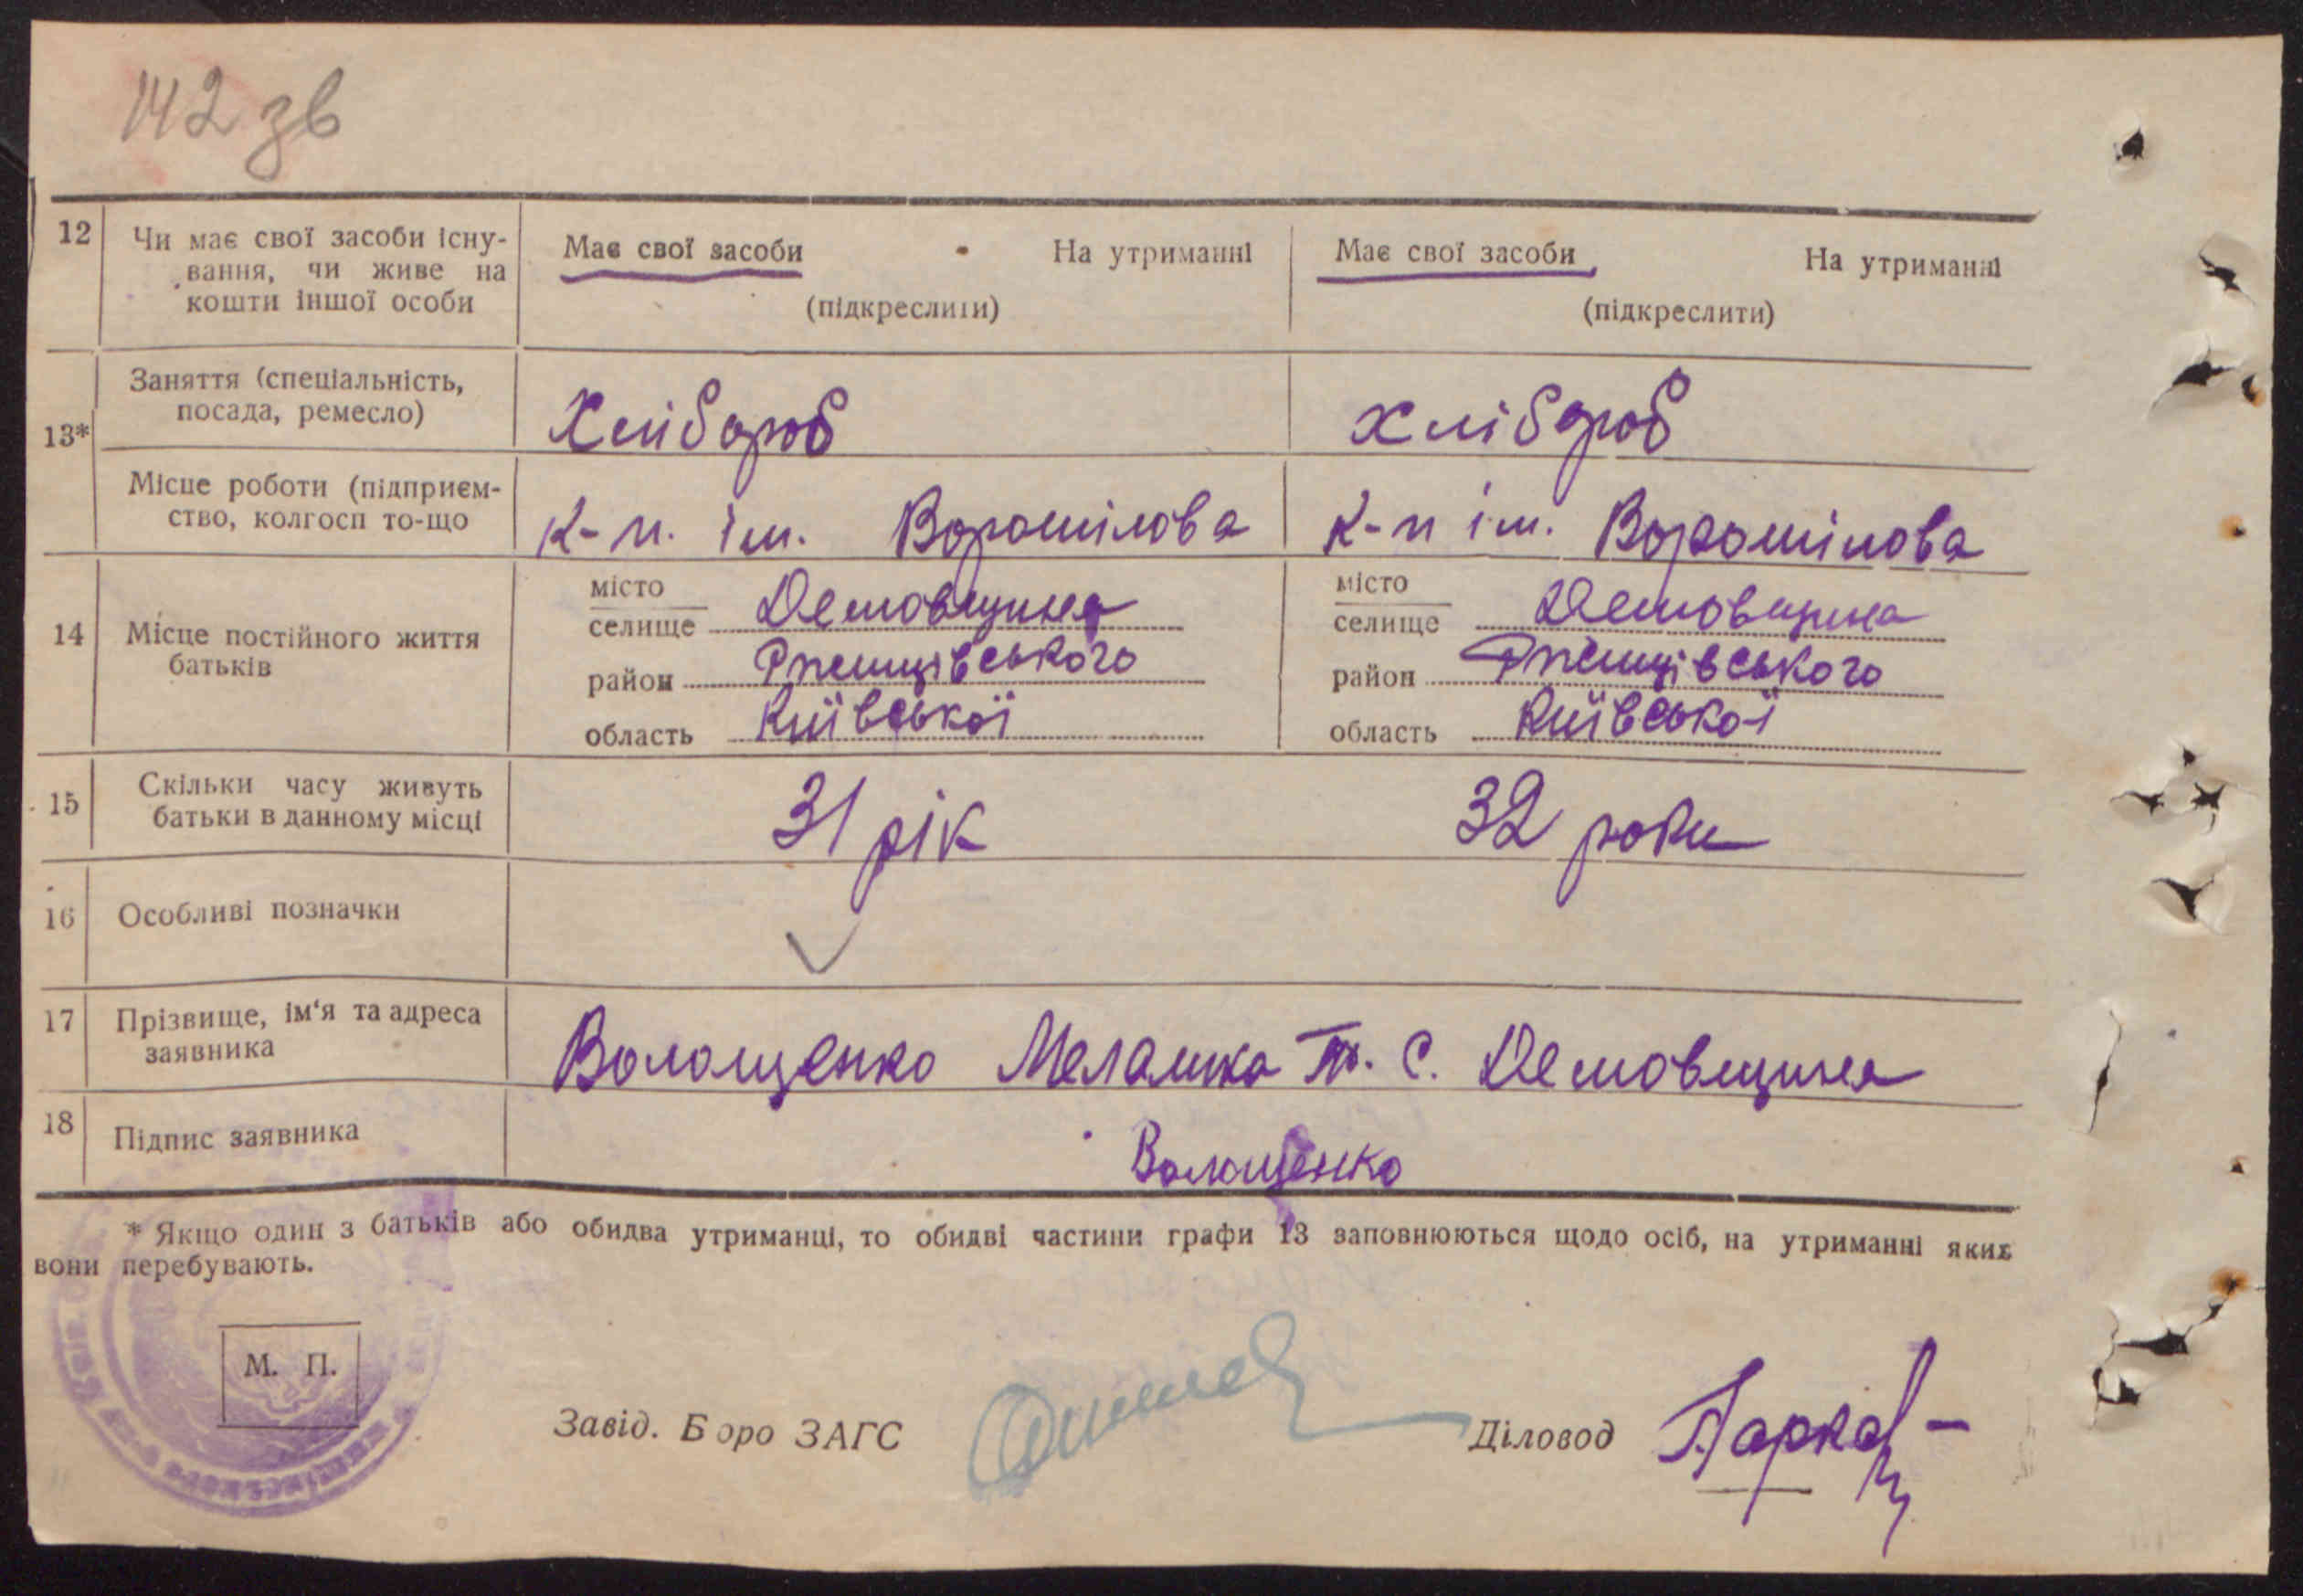 142 зв
12 Чи має свої засоби існу-
вання, чи живе на
кошти іншої особи
Має свої засоби На утриманні
(підкреслити)
Має свої засоби На утриманні
(підкреслити)
13*
Заняття (спеціальність,
посада, ремесло)
Хлібороб
хлібороб
Місце роботи (підприєм-
ство, колгосп то-що
к-п. ім. Ворошілова
к-п ім. Ворошілова
14 Місце постійного життя
батьків
місто
селище Демовщина
район Ржищівського
область Київської
місто
селище Демовщина
район Ржищівського
область Київської
15 Скільки часу живуть
батьки в данному місці
31 рік
32 роки
16 Особливі позначки
17 Прізвище, ім'я та адреса
заявника
Волощенко Мелашка Т. с. Демовщина
18 Підпис заявника
Волощенко
* Якщо один з батьків або обидва утриманці, то обидві частини графи 13 заповнюються щодо осіб, на утриманні яких
вони перебувають.
М. П.
Завід. Бюро ЗАГС
Діловод